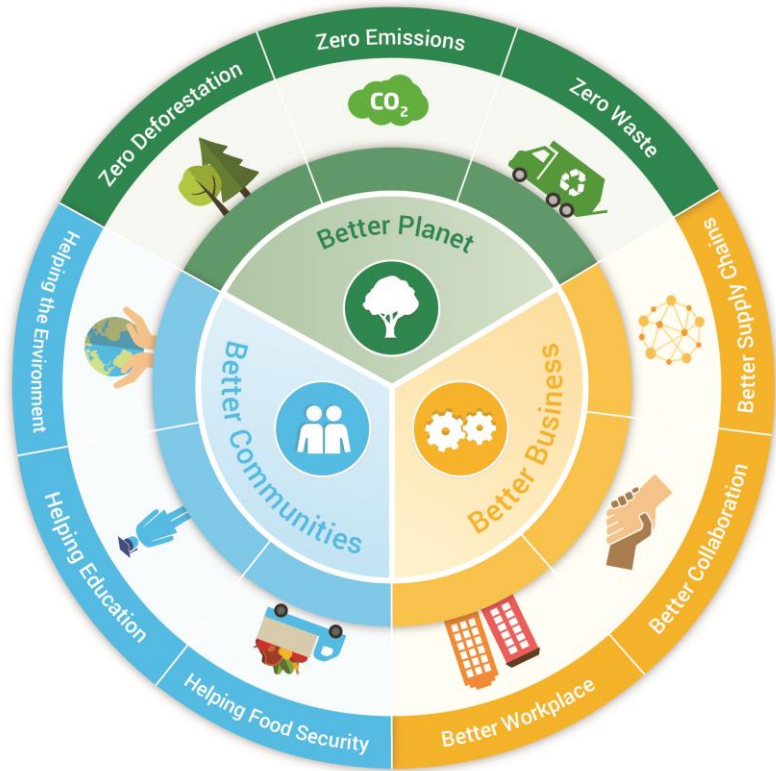 Zero Deforestation
Zero Emissions
Zero Waste
Better Supply Chains
Better Collaboration
Better Workplace
Helping Food Security
Helping Education
Helping the Environment
CO2
Better Planet
Better Business
Better Communities